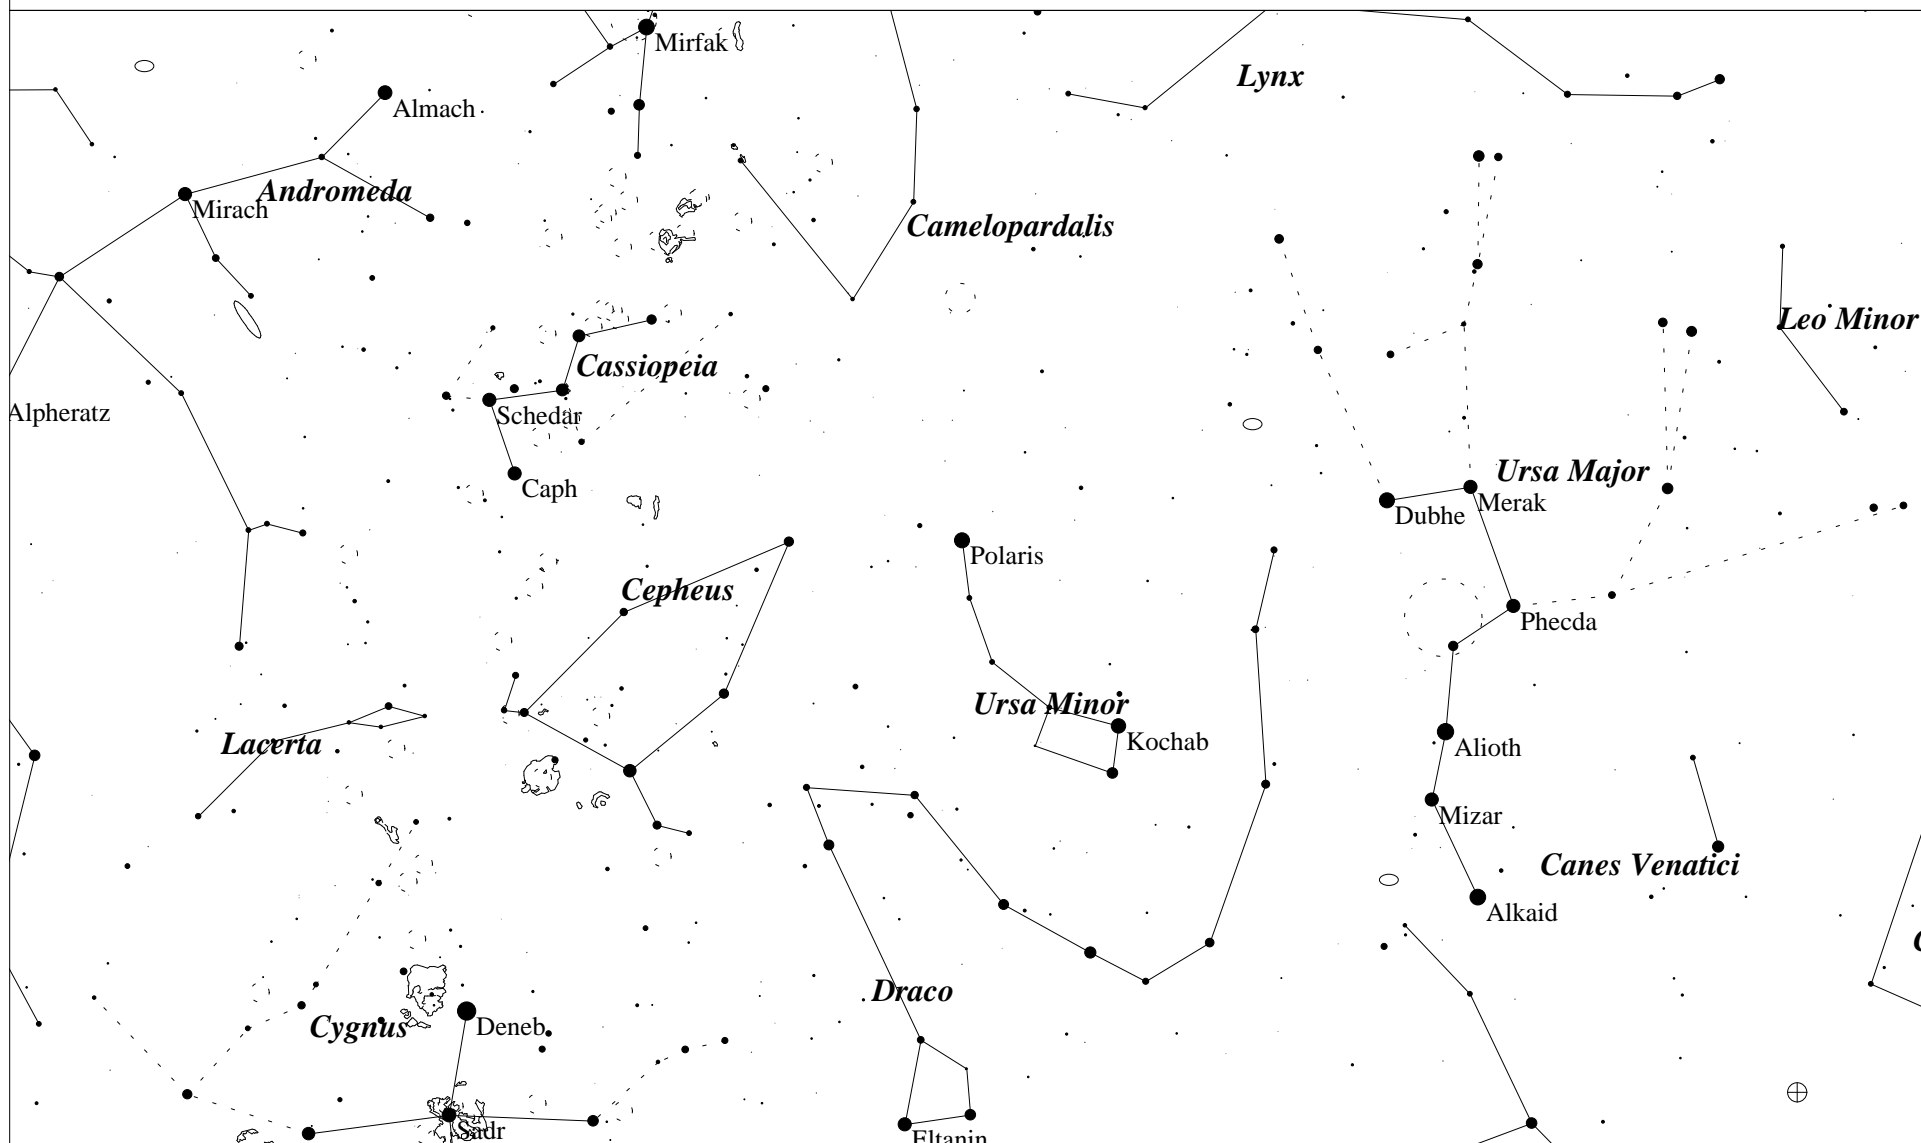 Mirfak
Lynx
Almach
Andromeda
Mirach
Camelopardalis
Leo Minor
Cassiopeia
Alpheratz
Schedar
Ursa Major
Caph
Merak
Dubhe
Polaris
Cepheus
Phecda
Ursa Minor
Lacerta
Kochab
Alioth
Mizar
Canes Venatici
Alkaid
Draco
Cygnus
Deneb
Sadr
Eltanin